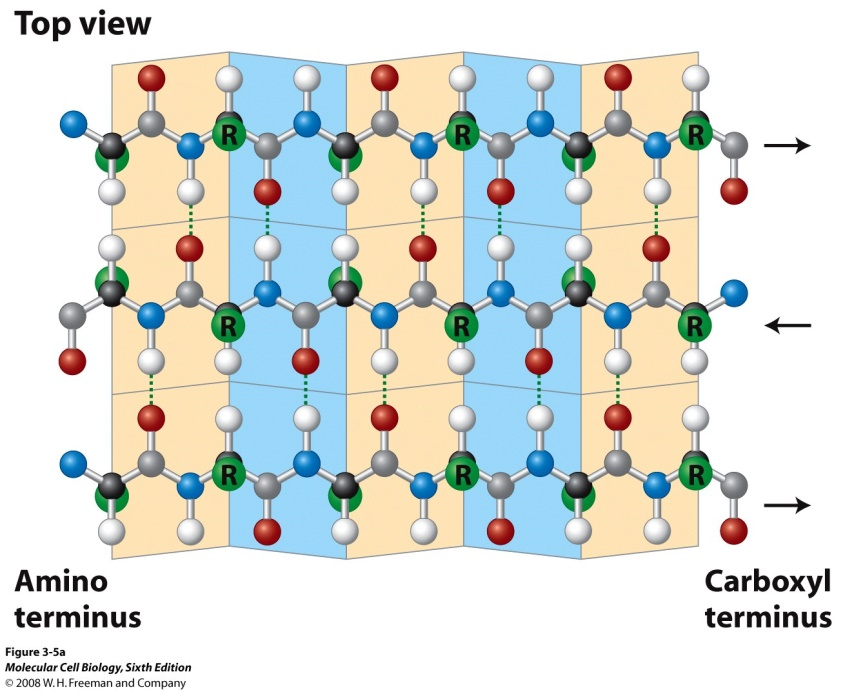 Top view
R R R
R R R
R R R
Amino
terminus
Carboxyl
terminus
Figure 3-5a
Molecular Cell Biology, Sixth Edition
© 2008 W. H. Freeman and Company